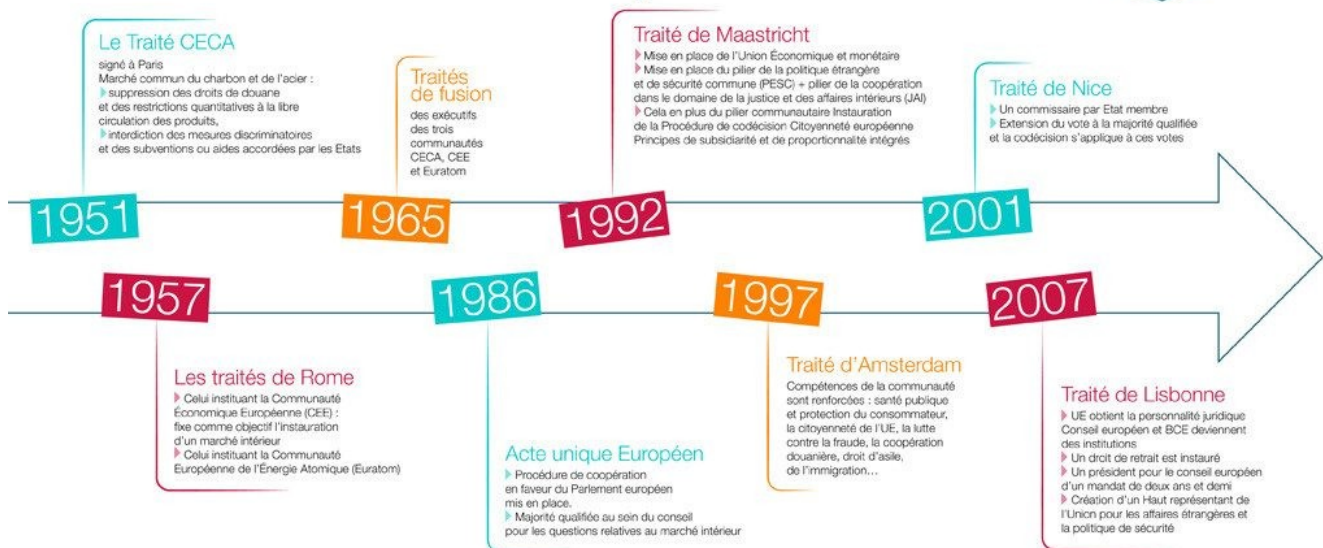 Le Traité CECA
signé à Paris
Marché commun du charbon et de l'acier :
suppression des droits de douane
et des restrictions quantitatives à la libre
circulation des produits,
interdiction des mesures discriminatoires
et des subventions ou aides accordées par les Etats
1951
Traités
de fusion
des exécutifs
des trois
communautés
CECA, CEE
et Euratom
1965
Traité de Maastricht
Mise en place de l'Union Économique et monétaire
Mise en place du pilier de la politique étrangère
et de sécurité commune (PESC) + pilier de la coopération
dans le domaine de la justice et des affaires intérieurs (JAI)
Cela en plus du pilier communautaire Instauration
de la Procédure de codécision Citoyenneté européenne
Principes de subsidiarité et de proportionnalité intégrés
1992
Traité de Nice
Un commissaire par Etat membre
Extension du vote à la majorité qualifiée
et la codécision s'applique à ces votes
2001
1957
Les traités de Rome
Celui instituant la Communauté
Économique Européenne (CEE) :
fixe comme objectif l'instauration
d'un marché intérieur
Celui instituant la Communauté
Européenne de l'Énergie Atomique (Euratom)
1986
Acte unique Européen
Procédure de coopération
en faveur du Parlement européen
mis en place.
Majorité qualifiée au sein du conseil
pour les questions relatives au marché intérieur
1997
Traité d'Amsterdam
Compétences de la communauté
sont renforcées : santé publique
et protection du consommateur,
la citoyenneté de l'UE, la lutte
contre la fraude, la coopération
douanière, droit d'asile,
de l'immigration...
2007
Traité de Lisbonne
UE obtient la personnalité juridique
Conseil européen et BCE deviennent
des institutions
Un droit de retrait est instauré
Un président pour le conseil européen
d'un mandat de deux ans et demi
Création d'un Haut représentant de
l'Union pour les affaires étrangères et
la politique de sécurité